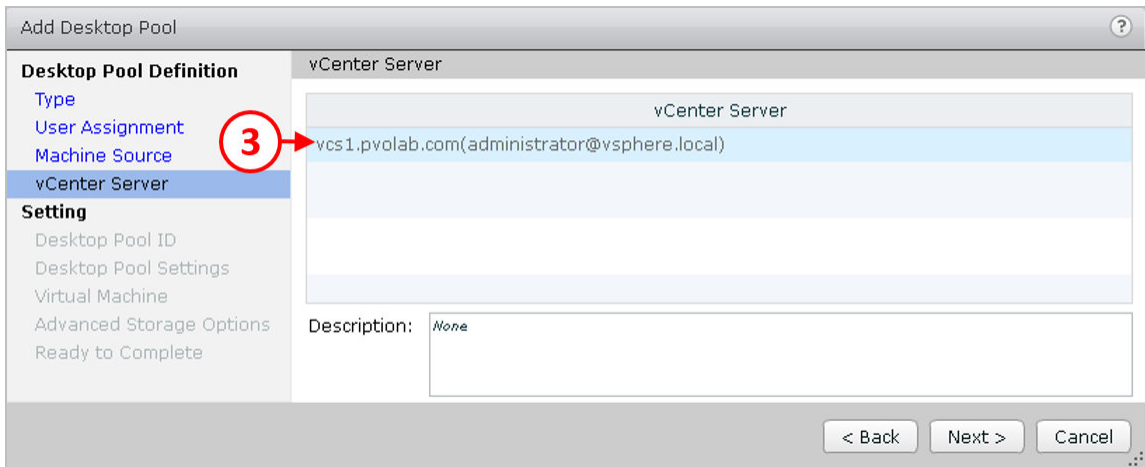 Add Desktop Pool
?
Desktop Pool Definition
Type
User Assignment
Machine Source
vCenter Server
Setting
Desktop Pool ID
Desktop Pool Settings
Virtual Machine
Advanced Storage Options
Ready to Complete
vCenter Server
vCenter Server
3
vcs1.pvolab.com(administrator@vsphere.local)
Description:
None
< Back
Next >
Cancel